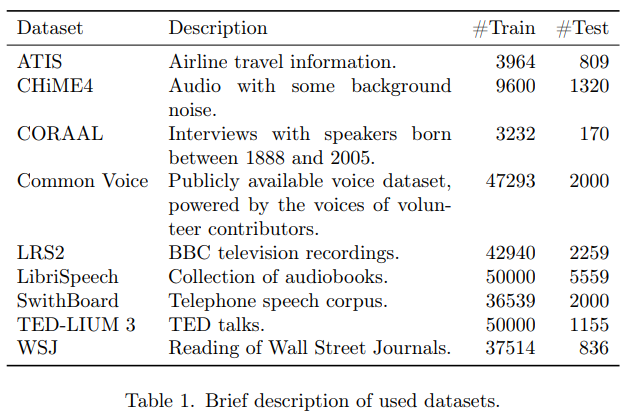 Dataset Description #Train #Test
ATIS Airline travel information. 3964 809
CHiME4 Audio with some background 9600 1320
noise.
CORAAL Interviews with speakers born 3232 170
between 1888 and 2005.
Common Voice Publicly available voice dataset, 47293 2000
powered by the voices of volun-
teer contributors.
LRS2 BBC television recordings. 42940 2259
LibriSpeech Collection of audiobooks. 50000 5559
SwithBoard Telephone speech corpus. 36539 2000
TED-LIUM 3 TED talks. 50000 1155
WSJ Reading of Wall Street Journals. 37514 836
Table 1. Brief description of used datasets.